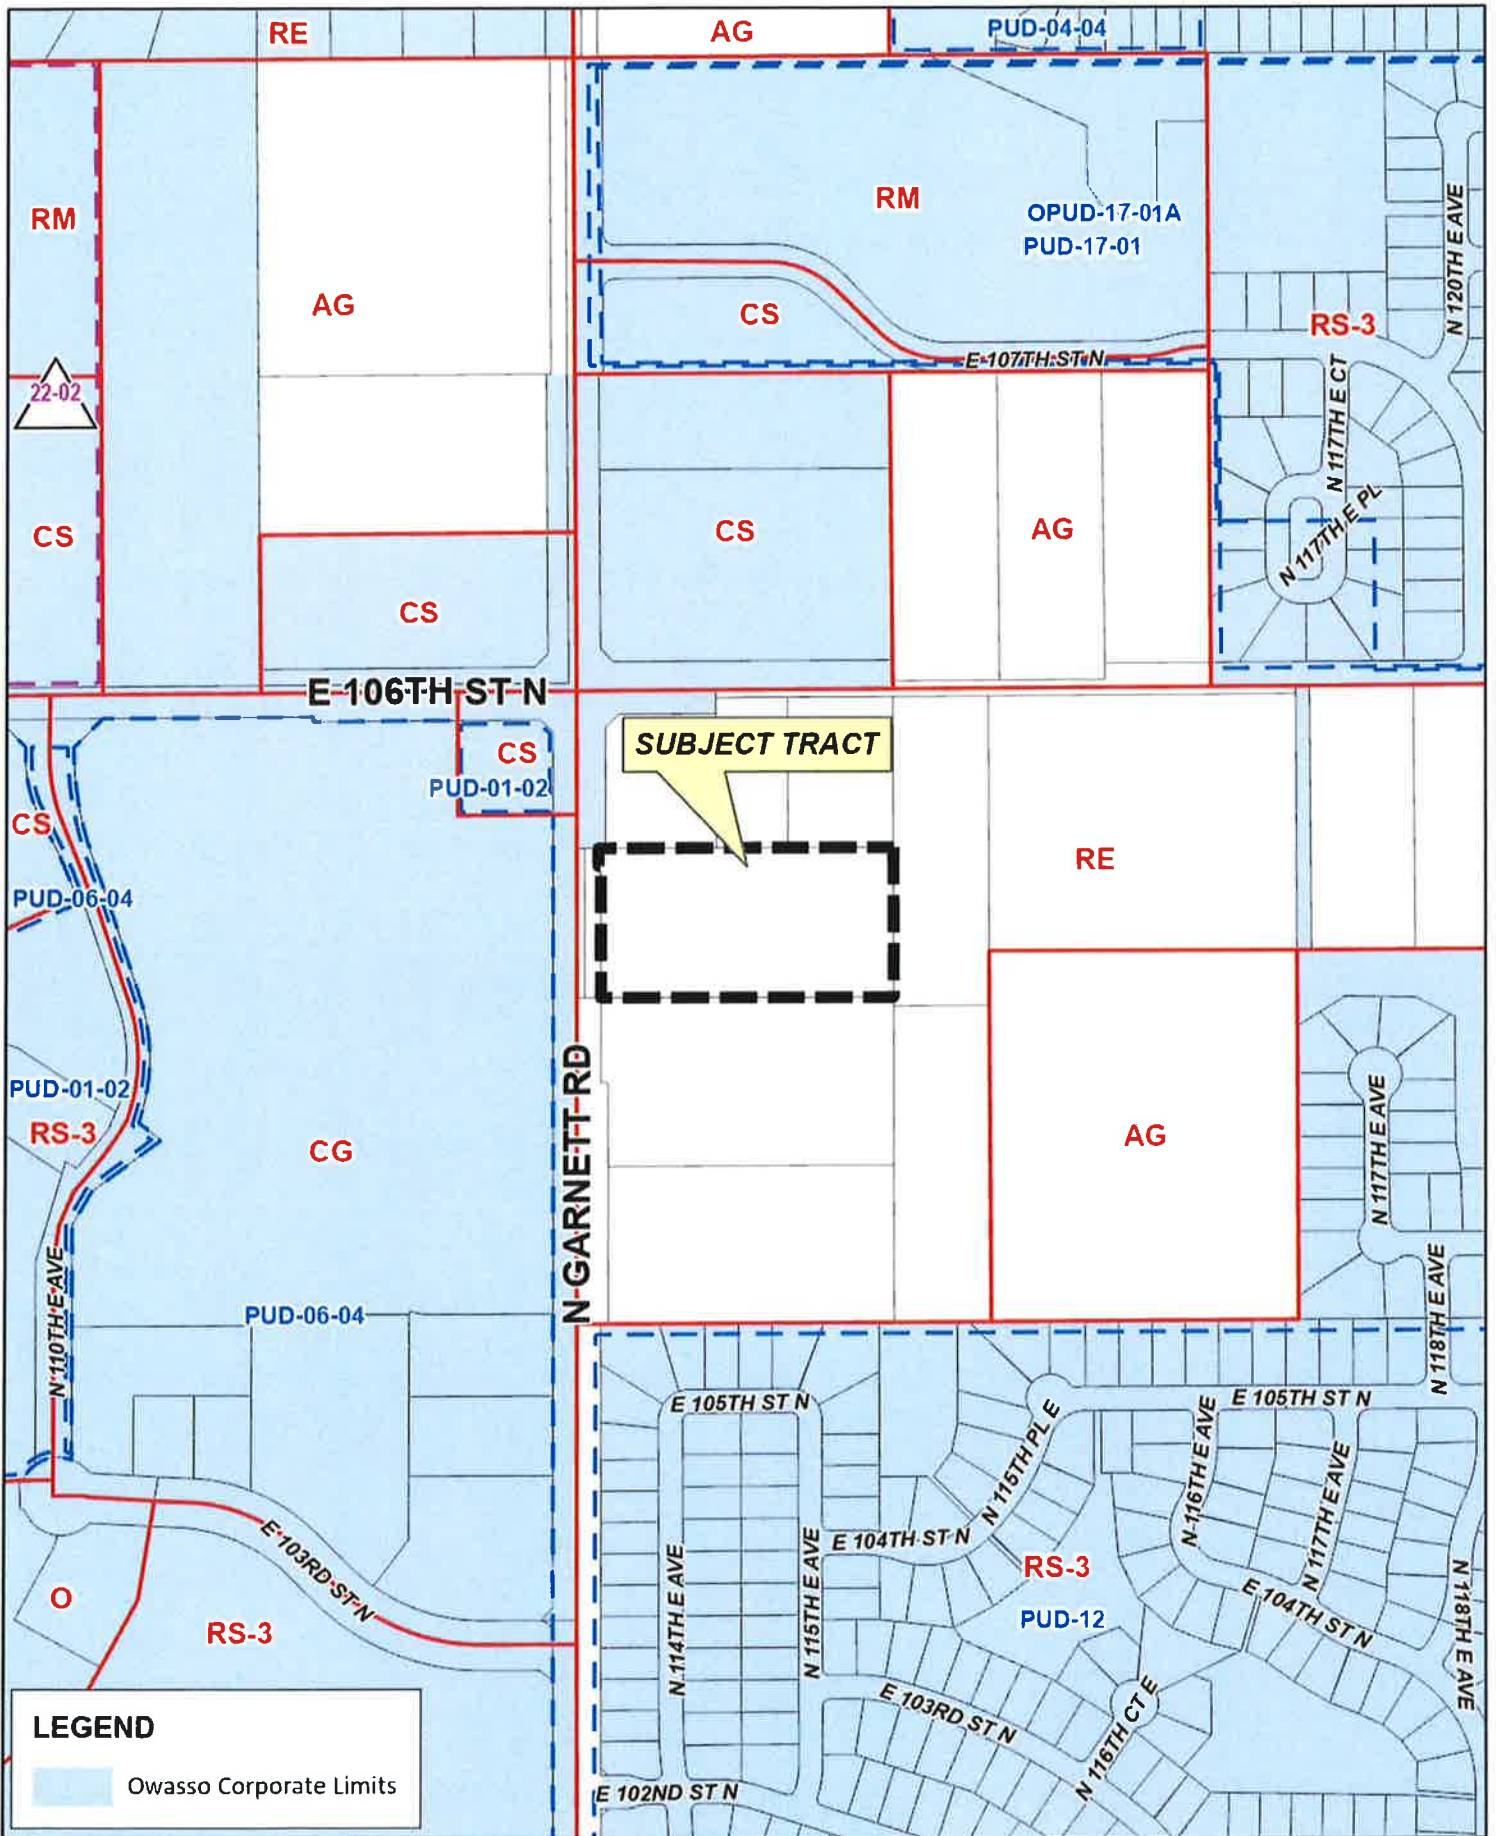 RE
AG
PUD-04-04
RM
RM
OPUD-17-01A
PUD-17-01
N 120TH E AVE
AG
CS
RS-3
E 107TH ST N
22-02
N 117TH E CT
CS
CS
AG
N 117TH E PL
CS
E 106TH ST N
SUBJECT TRACT
CS
PUD-01-02
CS
RE
PUD-06-04
N GARNETT RD
PUD-01-02
RS-3
CG
AG
N 117TH E AVE
N 110TH E AVE
PUD-06-04
N 118TH E AVE
E 105TH ST N
E 105TH ST N
N 115TH PL E
N 116TH E AVE
N 117TH E AVE
E 103RD ST N
E 104TH ST N
RS-3
PUD-12
E 104TH ST N
N 118TH E AVE
O
RS-3
N 114TH E AVE
N 115TH E AVE
E 103RD ST N
N 116TH CT E
E 102ND ST N
LEGEND
Owasso Corporate Limits